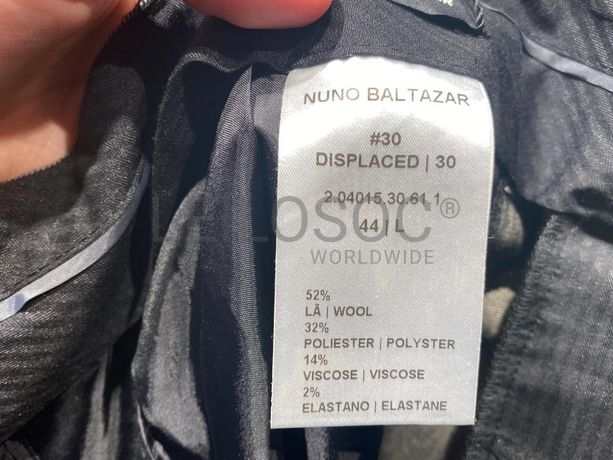 NUNO BALTAZAR
#30
DISPLACED | 30
2.04015.30.61.1
44 | L
LELOSOC®
WORLDWIDE
52%
LÃ | WOOL
32%
POLIESTER | POLYSTER
14%
VISCOSE | VISCOSE
2%
ELASTANO | ELASTANE